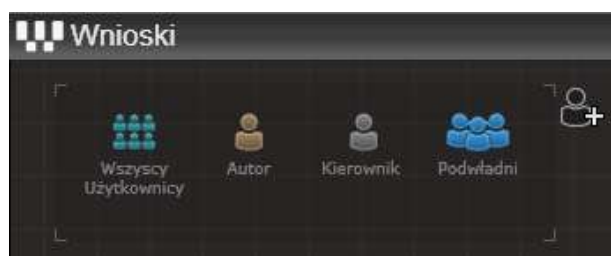 Wnioski
Wszyscy Użytkownicy
Autor
Kierownik
Podwładni